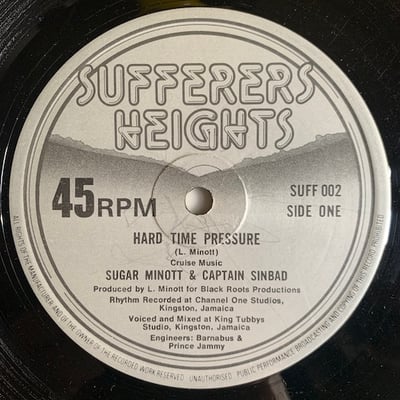 SUFFERERS
HEIGHTS
45RPM
SUFF 002
SIDE ONE
HARD TIME PRESSURE
(L. Minott)
Cruise Music
SUGAR MINOTT & CAPTAIN SINBAD
Produced by L. Minott for Black Roots Productions
Rhythm Recorded at Channel One Studios,
Kingston, Jamaica
Voiced and Mixed at King Tubbys
Studio, Kingston, Jamaica
Engineers: Barnabus &
Prince Jammy
ALL RIGHTS OF THE MANUFACTURER AND OF THE OWNER OF THE RECORDED WORK RESERVED UNAUTHORISED PUBLIC PERFORMANCE BROADCASTING AND COPYING OF THIS RECORD PROHIBITED